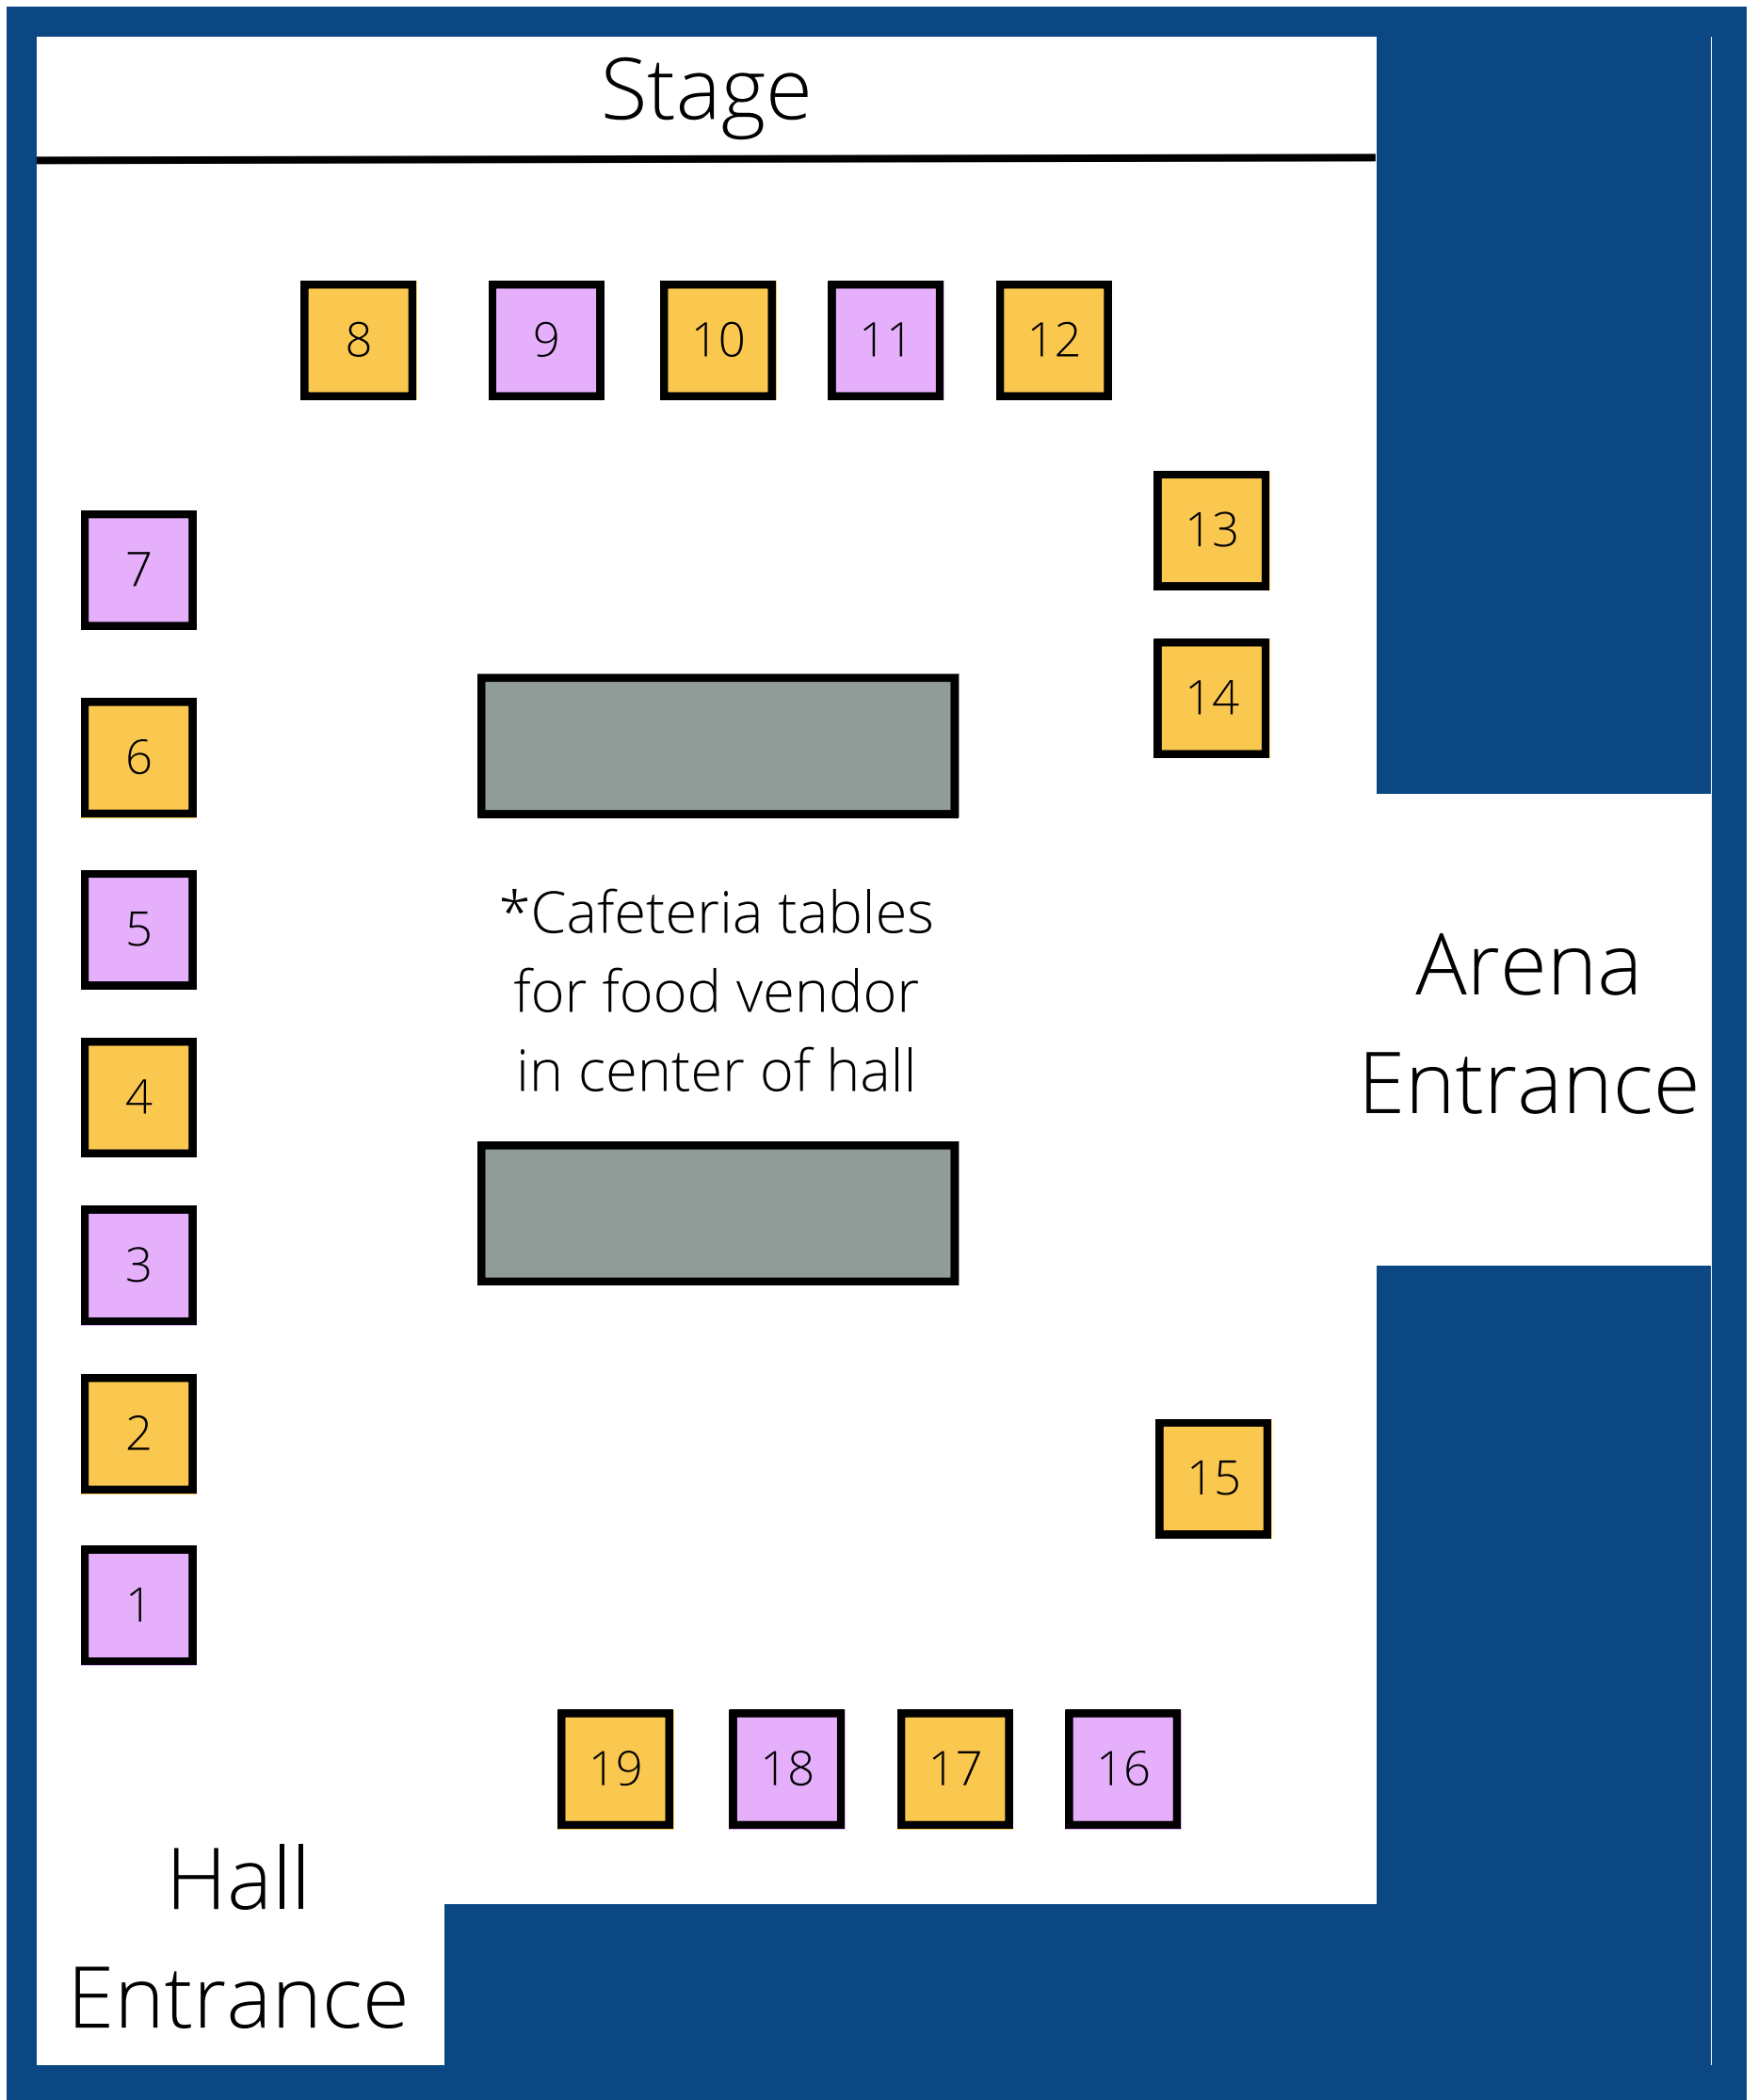 Stage
8 9 10 11 12
13
7
14
6
*Cafeteria tables
for food vendor
in center of hall
5
Arena
Entrance
4
3
2
15
1
19 18 17 16
Hall
Entrance